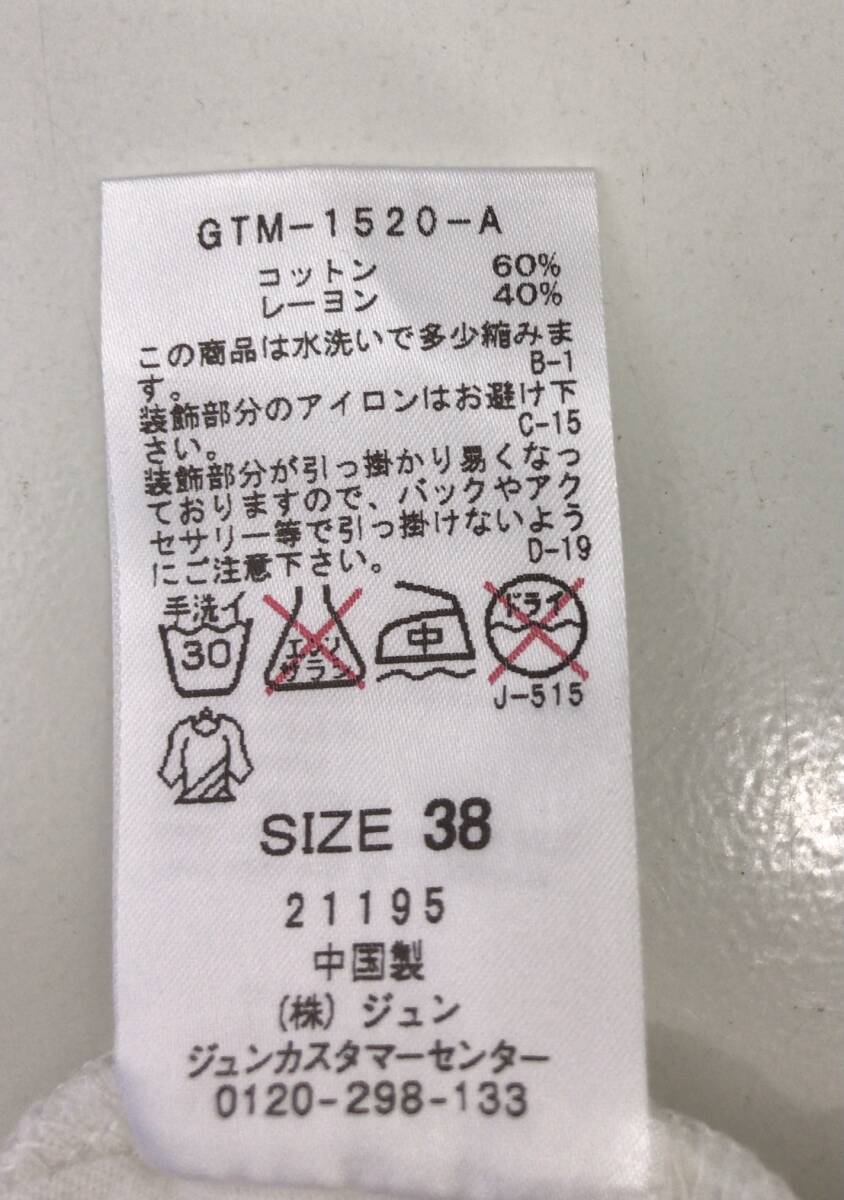 GTM-1520-A
コットン 60%
レーヨン 40%
この商品は水洗いで多少縮みま
す。 B-1
装飾部分のアイロンはお避け下
さい。 C-15
装飾部分が引っ掛かり易くなっ
ておりますので、バックやアク
セサリー等で引っ掛けないよう
にご注意下さい。 D-19
手洗イ
30
エンソ
サラシ
中
ドライ
J-515
SIZE 38
21195
中国製
(株) ジュン
ジュンカスタマーセンター
0120-298-133